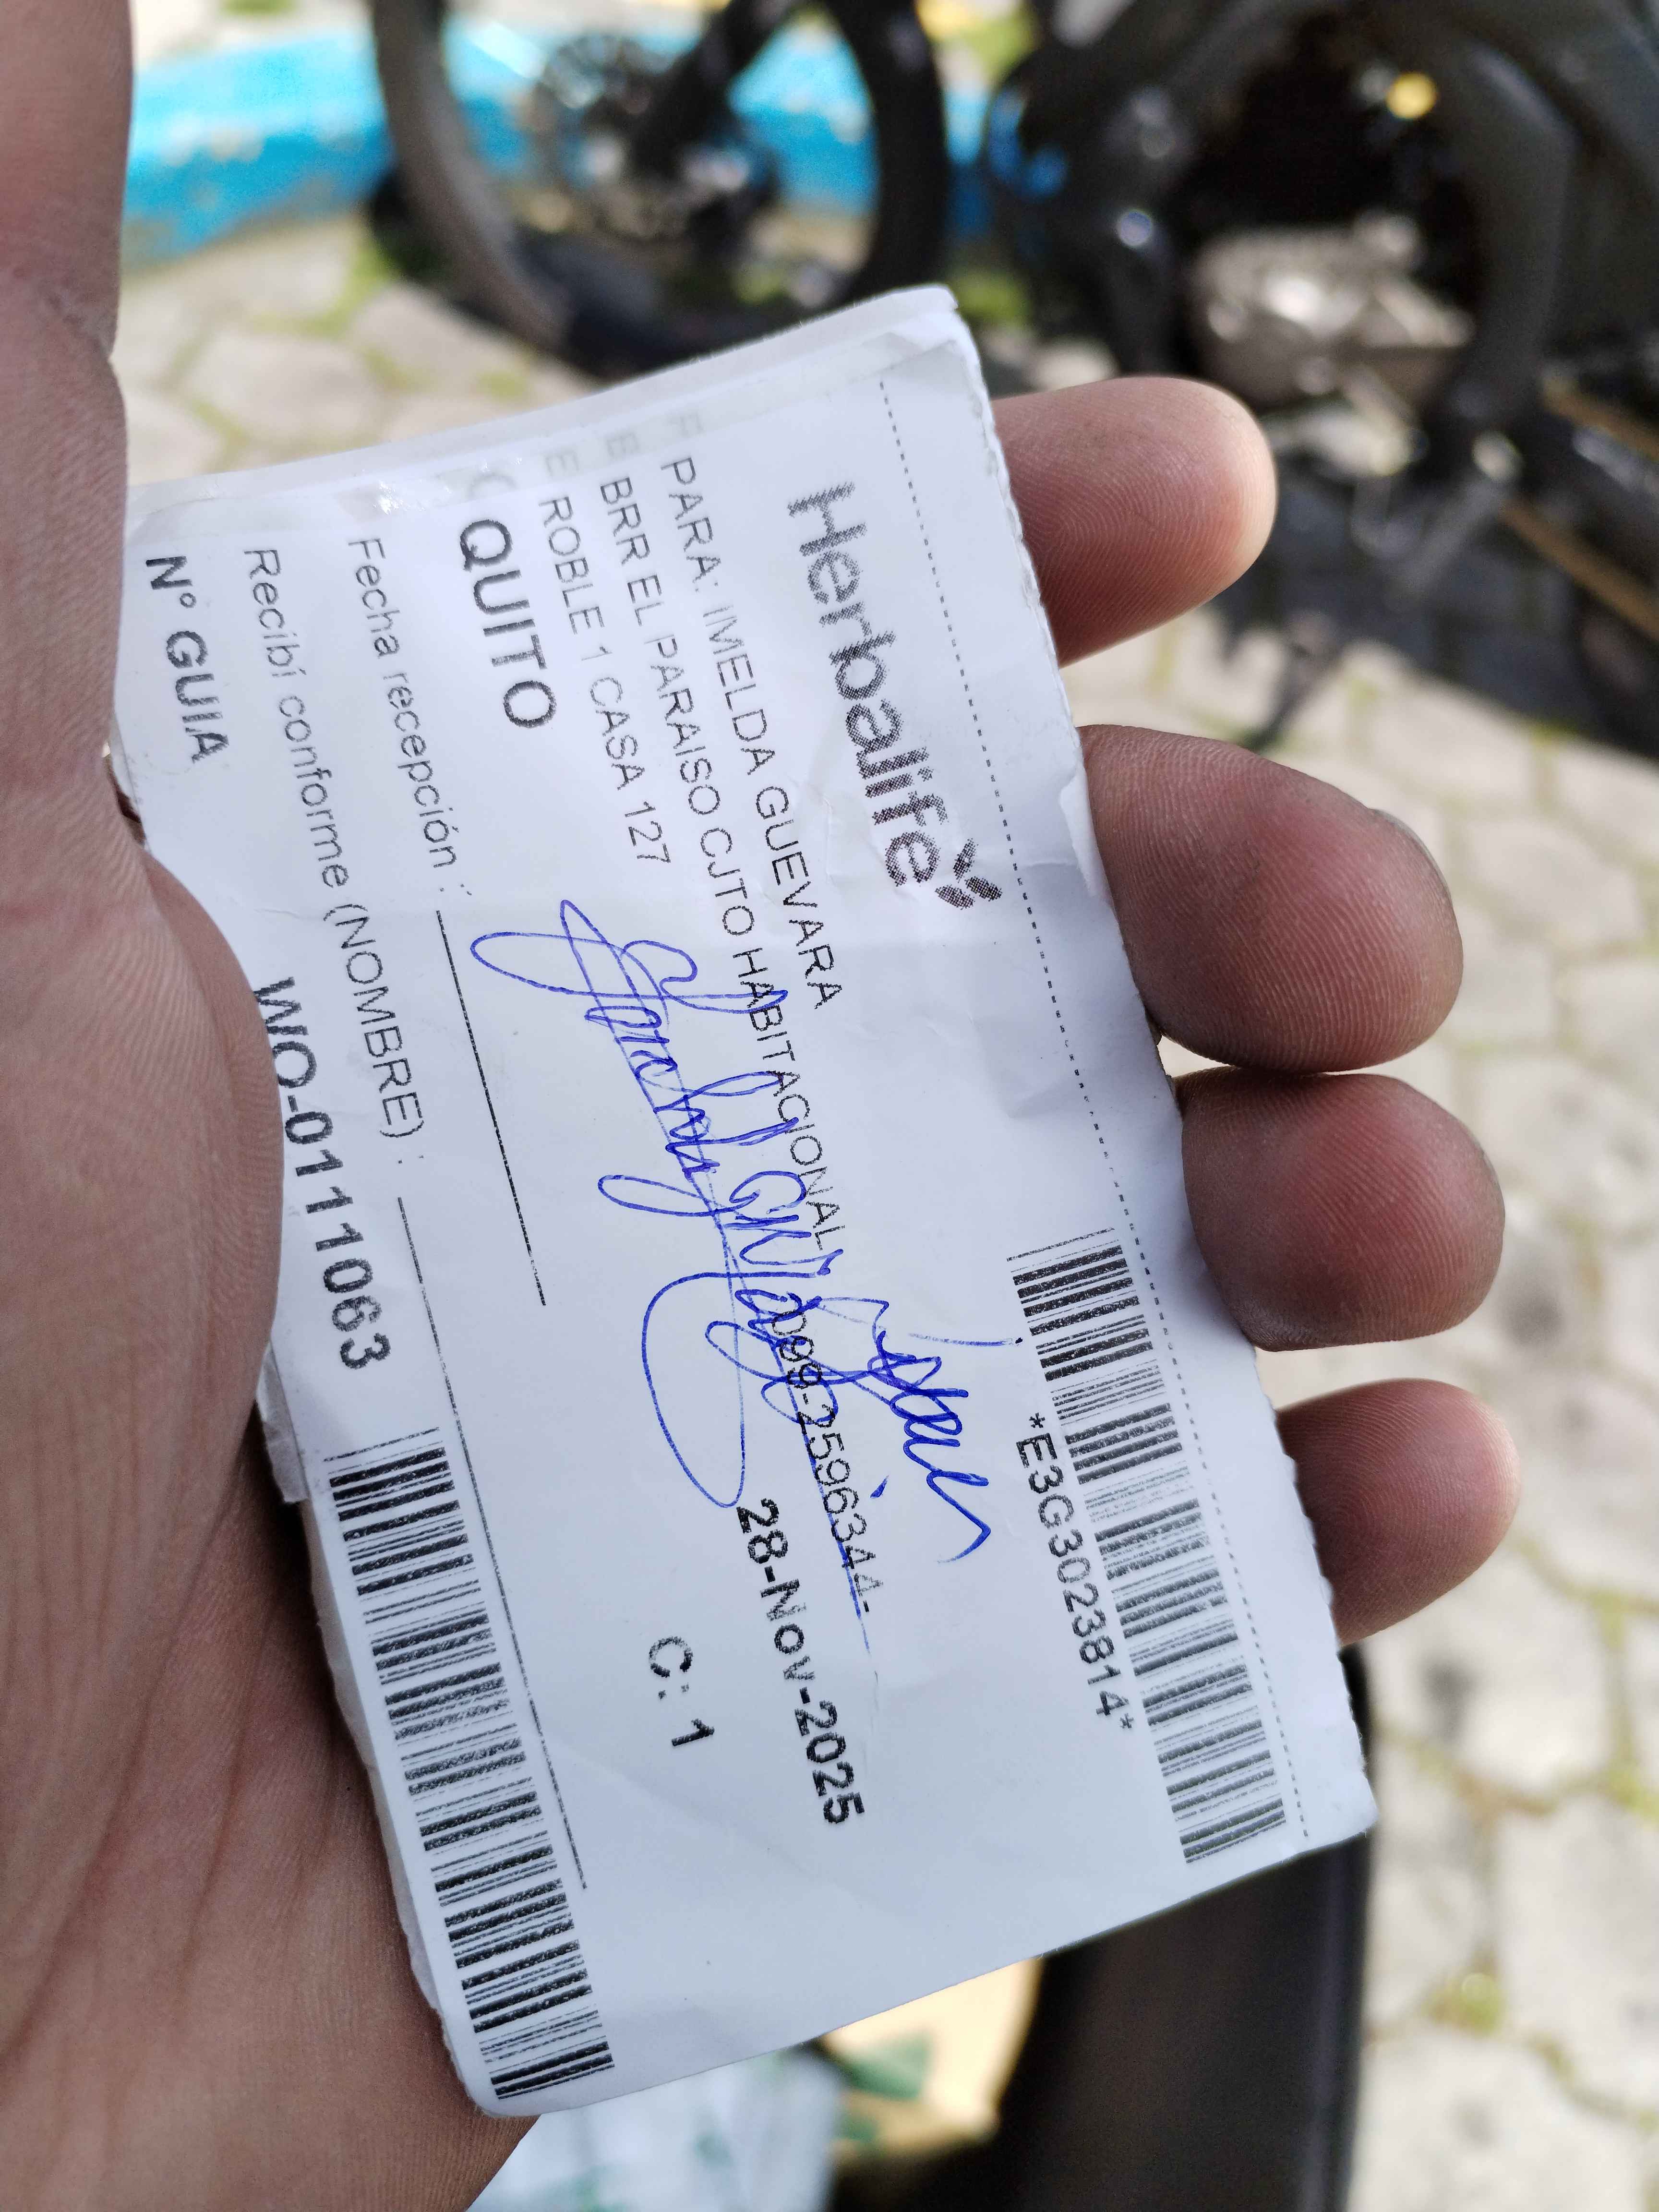 Herbalife
*E3G3023814*
PARA: IMELDA GUEVARA
BRR EL PARAISO CJTO HABITACIONAL
099-2596344-
ROBLE 1 CASA 127
QUITO
28-Nov-2025
C: 1
Fecha recepción :
Recibí conforme (NOMBRE) :
N° GUIA
WO-0111063